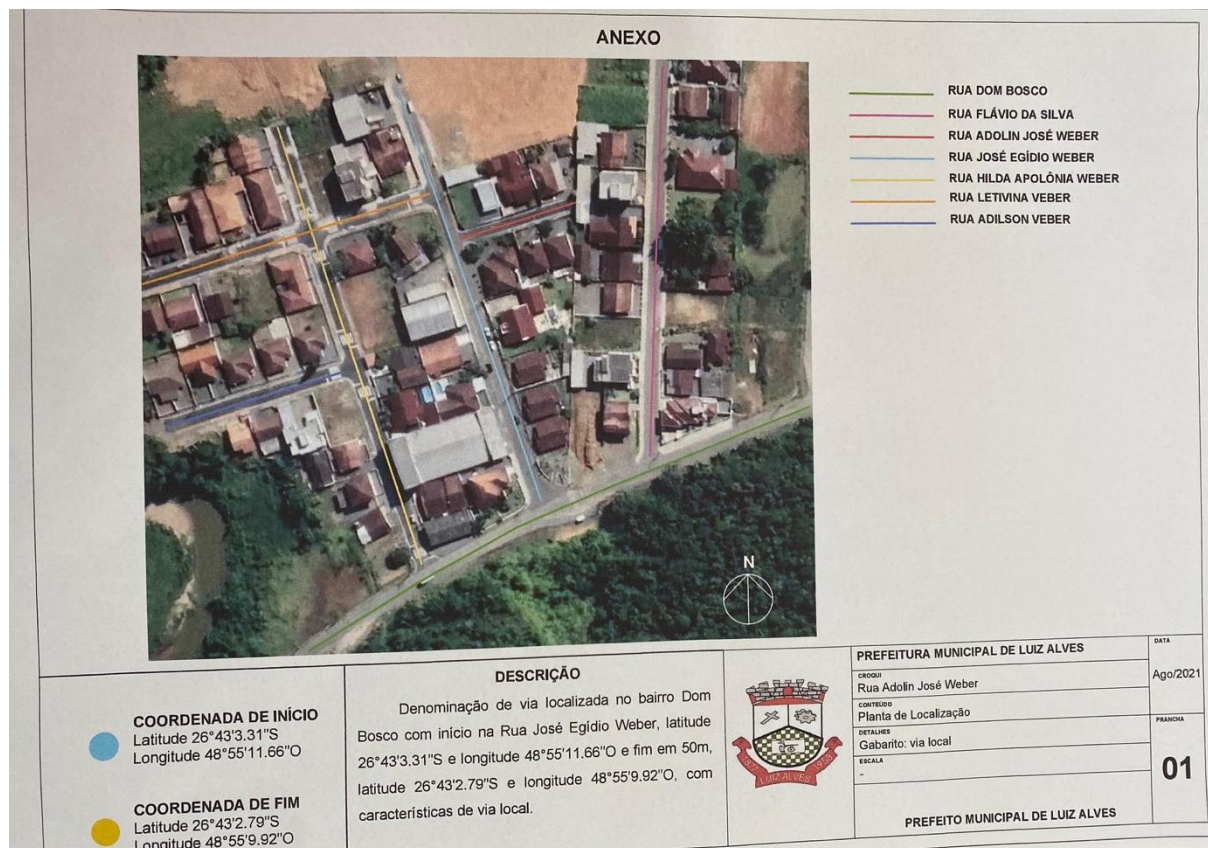 ANEXO
RUA DOM BOSCO
RUA FLÁVIO DA SILVA
RUA ADOLIN JOSÉ WEBER
RUA JOSÉ EGÍDIO WEBER
RUA HILDA APOLÔNIA WEBER
RUA LETIVINA VEBER
RUA ADILSON VEBER
N
COORDENADA DE INÍCIO
Latitude 26°43'3.31"S
Longitude 48°55'11.66"O
COORDENADA DE FIM
Latitude 26°43'2.79"S
Longitude 48°55'9.92"O
DESCRIÇÃO
Denominação de via localizada no bairro Dom
Bosco com início na Rua José Egídio Weber, latitude
26°43'3.31"S e longitude 48°55'11.66"O e fim em 50m,
latitude 26°43'2.79"S e longitude 48°55'9.92"O, com
características de via local.
1877 LUIZ ALVES 1958
PREFEITURA MUNICIPAL DE LUIZ ALVES
CROQUI
Rua Adolin José Weber
CONTEÚDO
Planta de Localização
DETALHES
Gabarito: via local
ESCALA
-
PREFEITO MUNICIPAL DE LUIZ ALVES
DATA
Ago/2021
PRANCHA
01